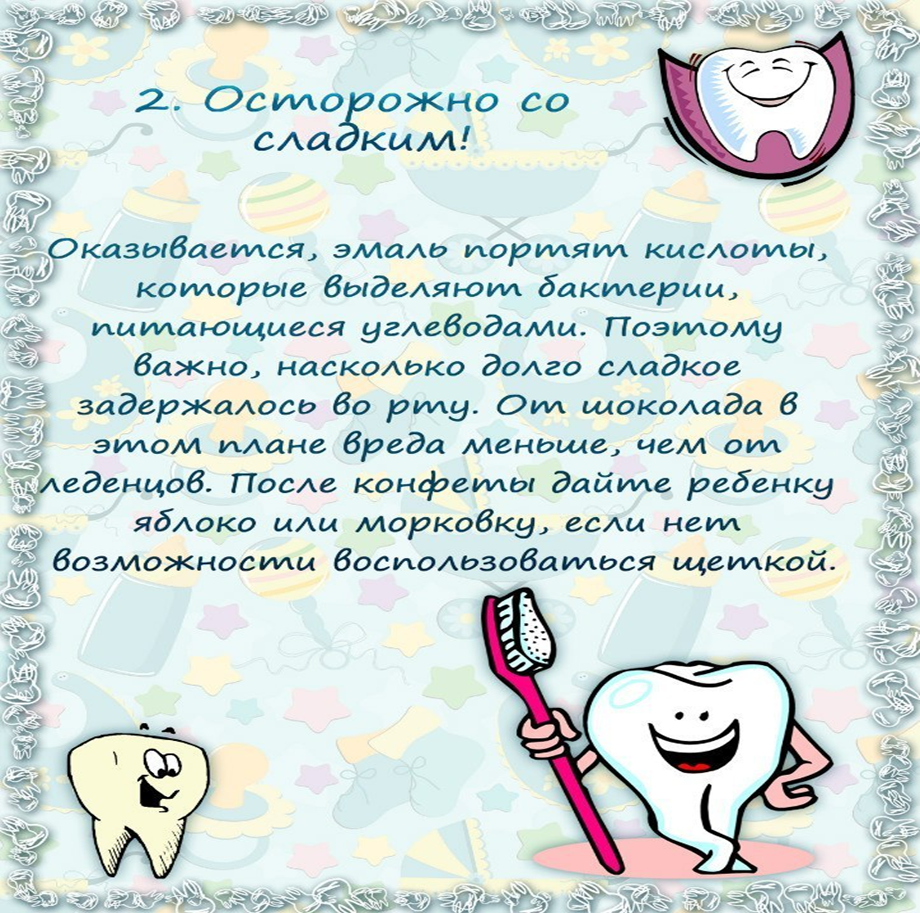 2. Осторожно со
сладким!
Оказывается, эмаль портят кислоты,
которые выделяют бактерии,
питающиеся углеводами. Поэтому
важно, насколько долго сладкое
задержалось во рту. От шоколада в
этом плане вреда меньше, чем от
леденцов. После конфеты дайте ребенку
яблоко или морковку, если нет
возможности воспользоваться щеткой.